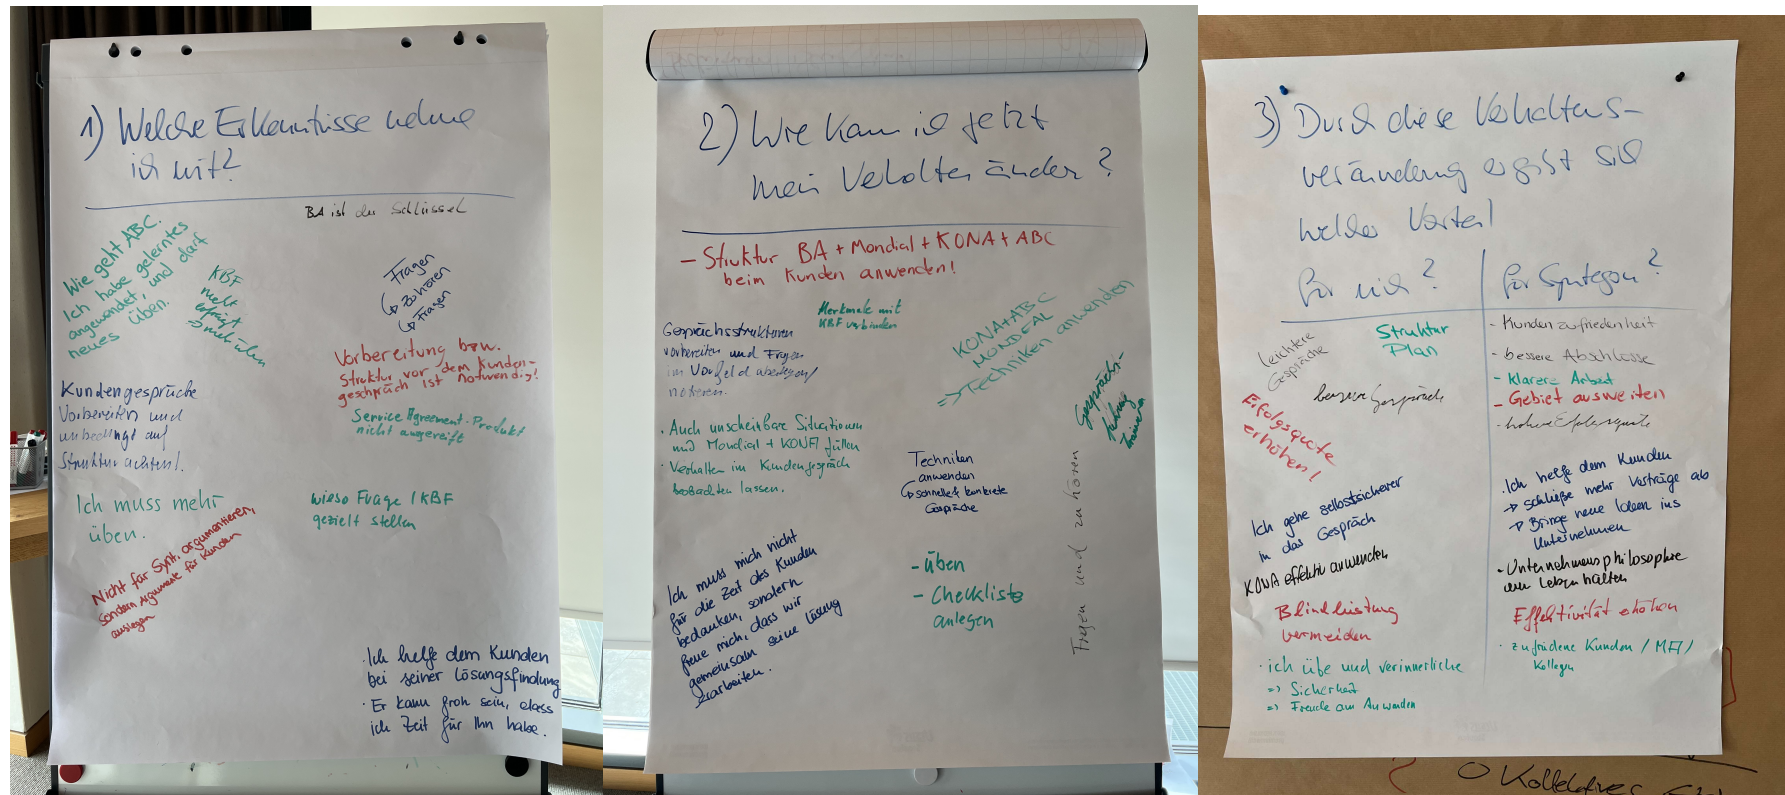 1) Welche Erkenntnisse nehme
ich mit?
BA ist der Schlüssel
Wie geht ABC.
Ich habe gelerntes
angewendet, und darf
neues üben.
KBF
mehr
üben
Fragen
↳ zuhören
↳ Fragen
Vorbereitung bzw.
Struktur vor dem Kunden-
geschpräch ist notwendig!
Service Agreement-Produkt
nicht ausgereift
Kundengespräche
Vorbereiten und
unbedingt auf
Struktur achten!
Ich muss mehr
üben.
wieso Frage / KBF
gezielt stellen
Nicht für Synt. argumentieren,
sondern Argumente für Kunden
auslegen
· Ich helfe dem Kunden
bei seiner Lösungsfindung
· Er kann froh sein, dass
ich Zeit für Ihn habe.
2) Wie kann ich jetzt
mein Verhalten ändern?
- Struktur BA + Mondial + KONA + ABC
beim Kunden anwenden!
Merkmale mit
KBF verbinden
Gesprächsstrukturen
vorbereiten und Fragen
im Vorfeld überlegen/
notieren.
KONA+ABC
MONDEAL
=> Techniken anwenden
Gesprächs-
führung
trainieren
· Auch unscheinbare Situationen
mit Mondial + KONA füllen
· Verhalten im Kundengespräch
beobachten lassen.
Techniken
anwenden
↳ schnelle & konkrete
Gespräche
Fragen und zuhören
Ich muss mich nicht
für die Zeit des Kunden
bedanken, sondern
freue mich, dass wir
gemeinsam seine Lösung
erarbeiten.
- Üben
- Checkliste
anlegen
3) Durch diese Verhaltens-
veränderung ergibt sich
welcher Vorteil
für mich?
für Syntegon?
leichtere
Gespräche
Struktur
Plan
bessere Gespräche
Erfolgsquote
erhöhen!
Ich gehe selbstsicherer
in das Gespräch
KONA effektiv anwenden
Blindleistung
vermeiden
· ich übe und verinnerliche
=> Sicherheit
=> Freude am Anwenden
- Kundenzufriedenheit
- bessere Abschlüsse
- klarere Arbeit
- Gebiet ausweiten
- höhere Erfolgsquote
· Ich helfe dem Kunden
→ schließe mehr Verträge ab
→ Bringe neue Ideen ins
Unternehmen
- Unternehmensphilosophie
am Leben halten
Effektivität erhöhen
· zufriedene Kunden / MA /
Kollegen
Kollektives